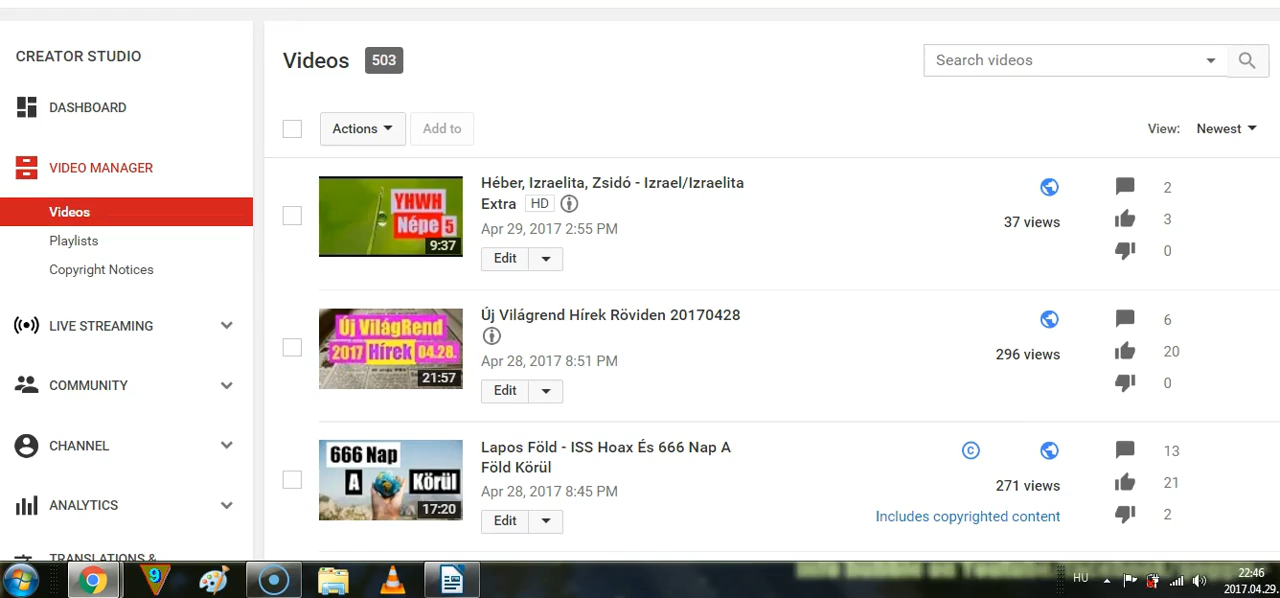 CREATOR STUDIO
DASHBOARD
VIDEO MANAGER
Videos
Playlists
Copyright Notices
LIVE STREAMING
COMMUNITY
CHANNEL
ANALYTICS
TRANSLATIONS &
Videos 503
Search videos
Actions Add to
View: Newest
YHWH
Népe 5
9:37
Héber, Izraelita, Zsidó - Izrael/Izraelita
Extra HD
Apr 29, 2017 2:55 PM
Edit
37 views
2
3
0
Új VilágRend
2017 Hírek 04.28.
21:57
Új Világrend Hírek Röviden 20170428
Apr 28, 2017 8:51 PM
Edit
296 views
6
20
0
666 Nap
A Körül
17:20
Lapos Föld - ISS Hoax És 666 Nap A
Föld Körül
Apr 28, 2017 8:45 PM
Edit
C
271 views
Includes copyrighted content
13
21
2
9
HU
22:46
2017.04.29.